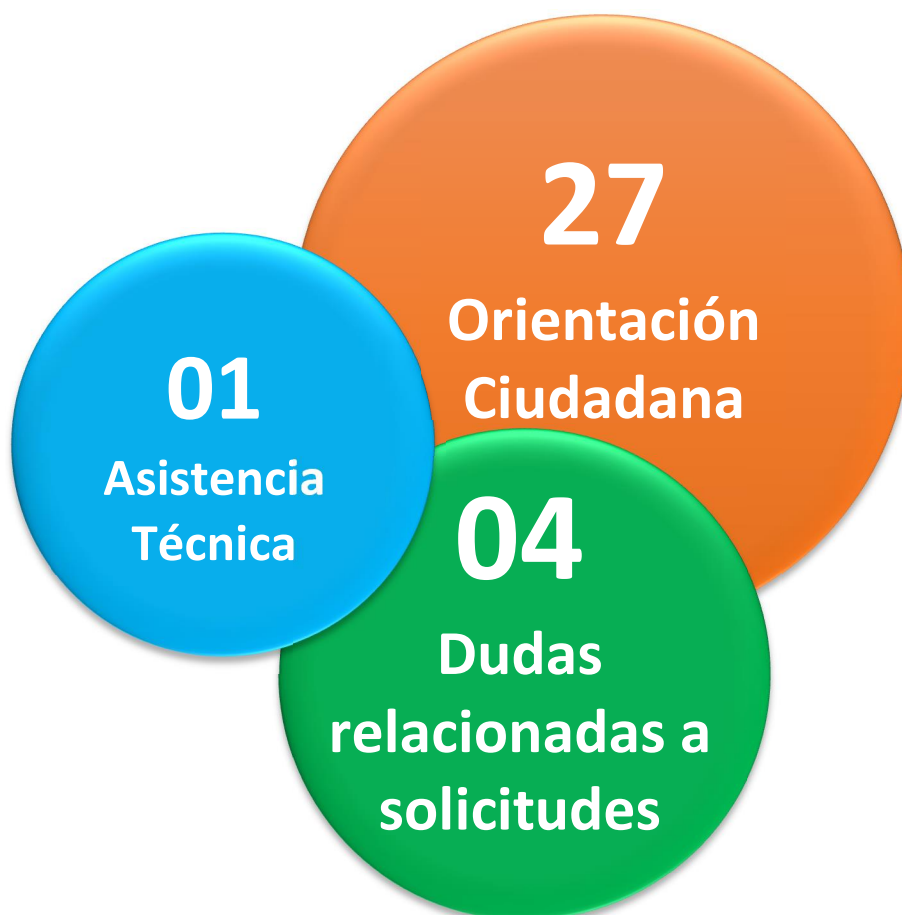 27
Orientación
Ciudadana
01
Asistencia
Técnica
04
Dudas
relacionadas a
solicitudes